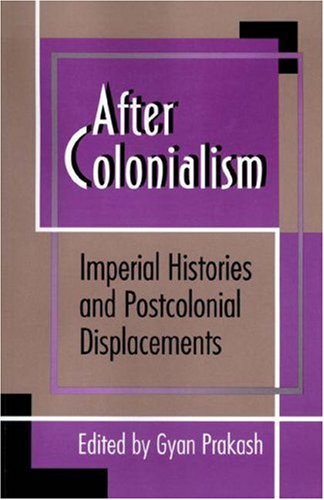 After
Colonialism
Imperial Histories
and Postcolonial
Displacements
Edited by Gyan Prakash